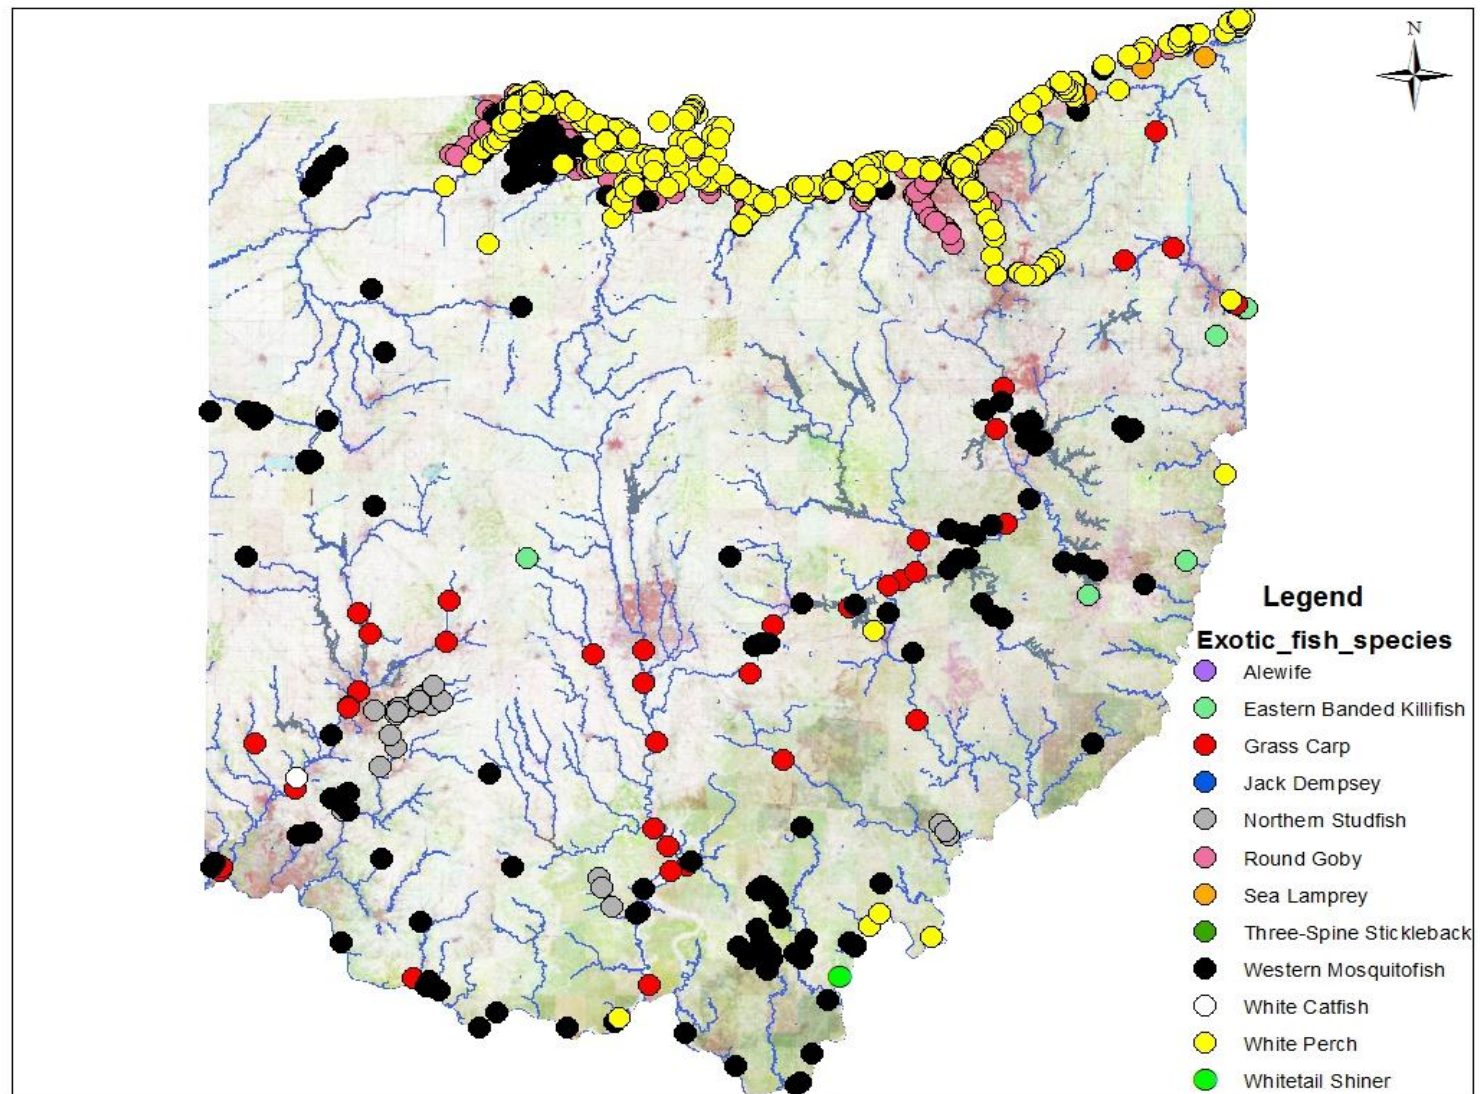 N
Legend
Exotic_fish_species
Alewife
Eastern Banded Killifish
Grass Carp
Jack Dempsey
Northern Studfish
Round Goby
Sea Lamprey
Three-Spine Stickleback
Western Mosquitofish
White Catfish
White Perch
Whitetail Shiner